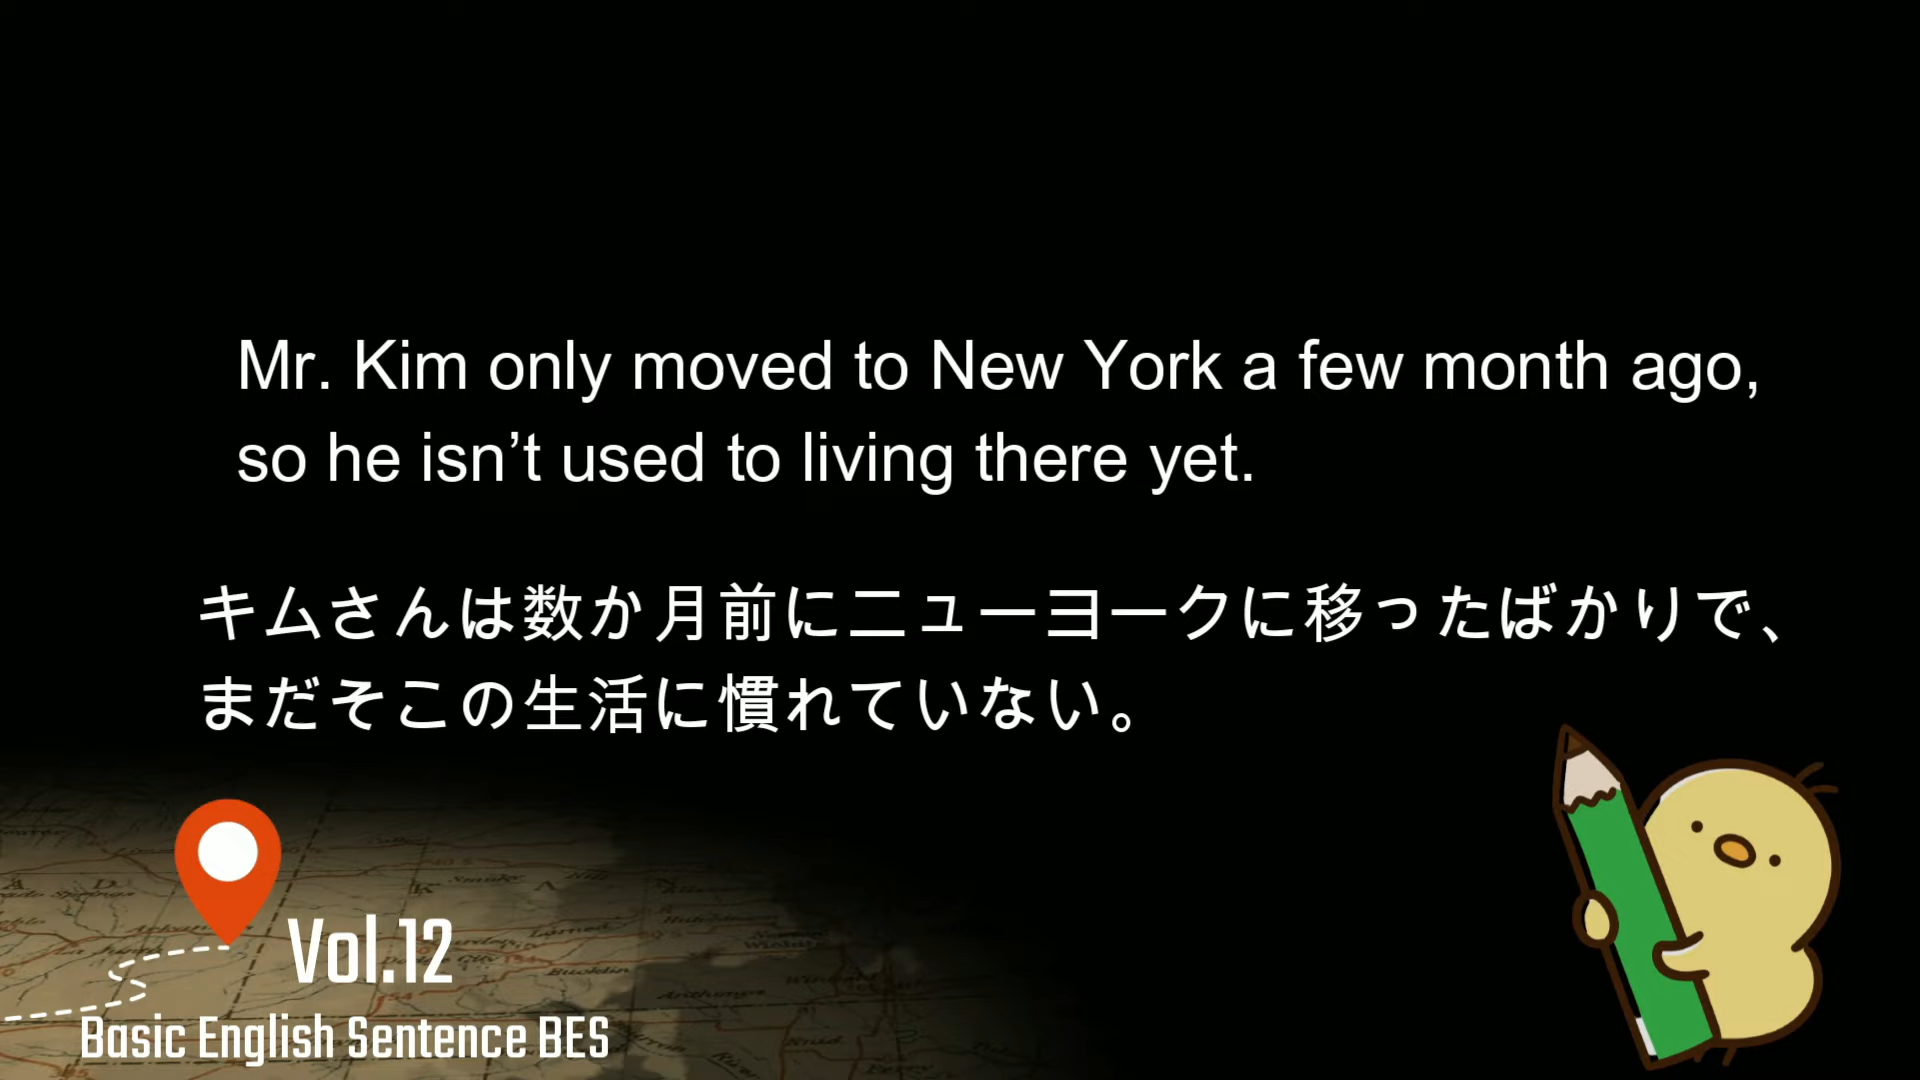 Mr. Kim only moved to New York a few month ago,
so he isn’t used to living there yet.
キムさんは数か月前にニューヨークに移ったばかりで、
まだそこの生活に慣れていない。
Vol.12
Basic English Sentence BES